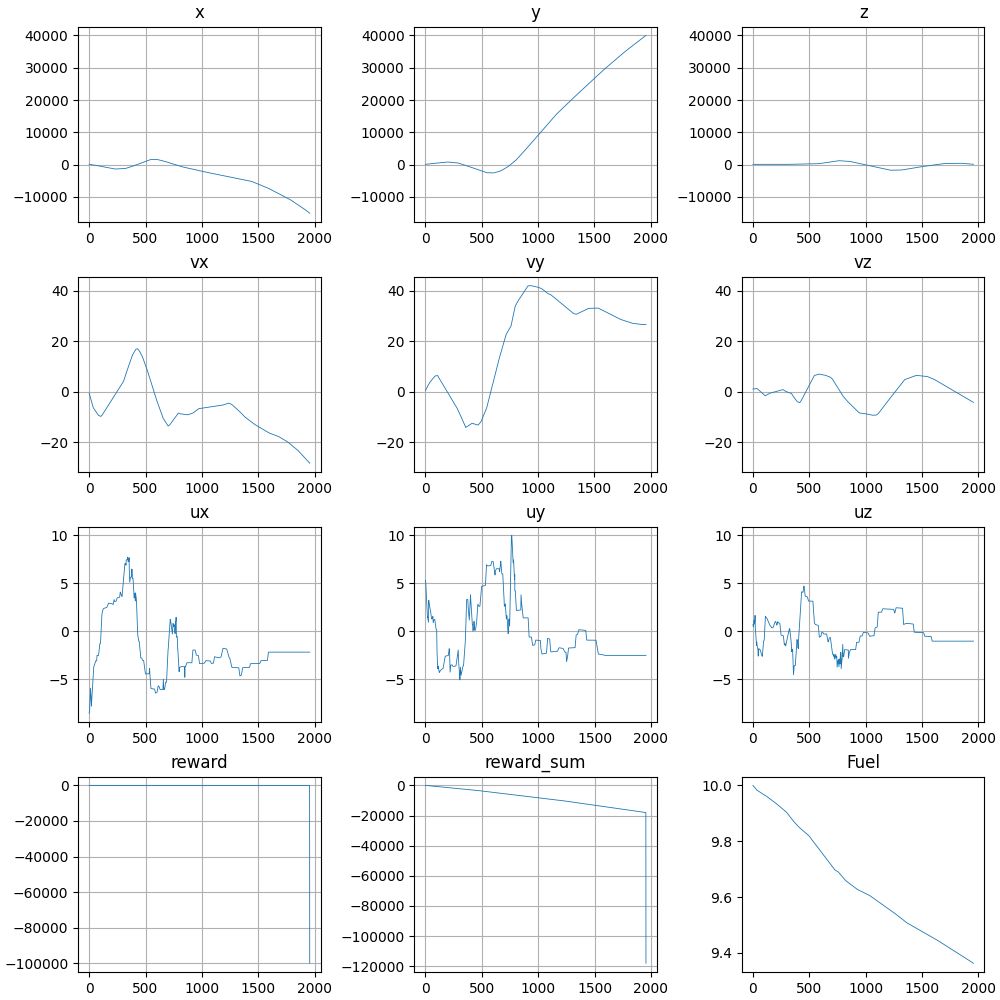 x y z
40000 40000 40000
30000 30000 30000
20000 20000 20000
10000 10000 10000
0 0 0
−10000 −10000 −10000
0 500 1000 1500 2000 0 500 1000 1500 2000 0 500 1000 1500 2000
vx vy vz
40 40 40
20 20 20
0 0 0
−20 −20 −20
0 500 1000 1500 2000 0 500 1000 1500 2000 0 500 1000 1500 2000
ux uy uz
10 10 10
5 5 5
0 0 0
−5 −5 −5
0 500 1000 1500 2000 0 500 1000 1500 2000 0 500 1000 1500 2000
reward reward_sum Fuel
0 0 10.0
−20000 −20000 9.8
−40000 −40000 9.6
−60000 −60000 9.4
−80000 −80000
−100000 −100000
−120000
0 500 1000 1500 2000 0 500 1000 1500 2000 0 500 1000 1500 2000